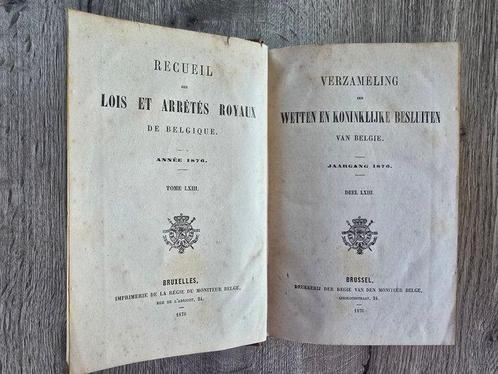 RECUEIL
DES
LOIS ET ARRÊTÉS ROYAUX
DE BELGIQUE.
ANNÉE 1876.
TOME LXIII.
BRUXELLES,
IMPRIMERIE DE LA RÉGIE DU MONITEUR BELGE,
1876
VERZAMELING
DER
WETTEN EN KONINKLIJKE BESLUITEN
VAN BELGIE.
JAARGANG 1876.
DEEL LXIII.
BRUSSEL,
DRUKKERIJ DER REGIE VAN DEN MONITEUR BELGE,
1876